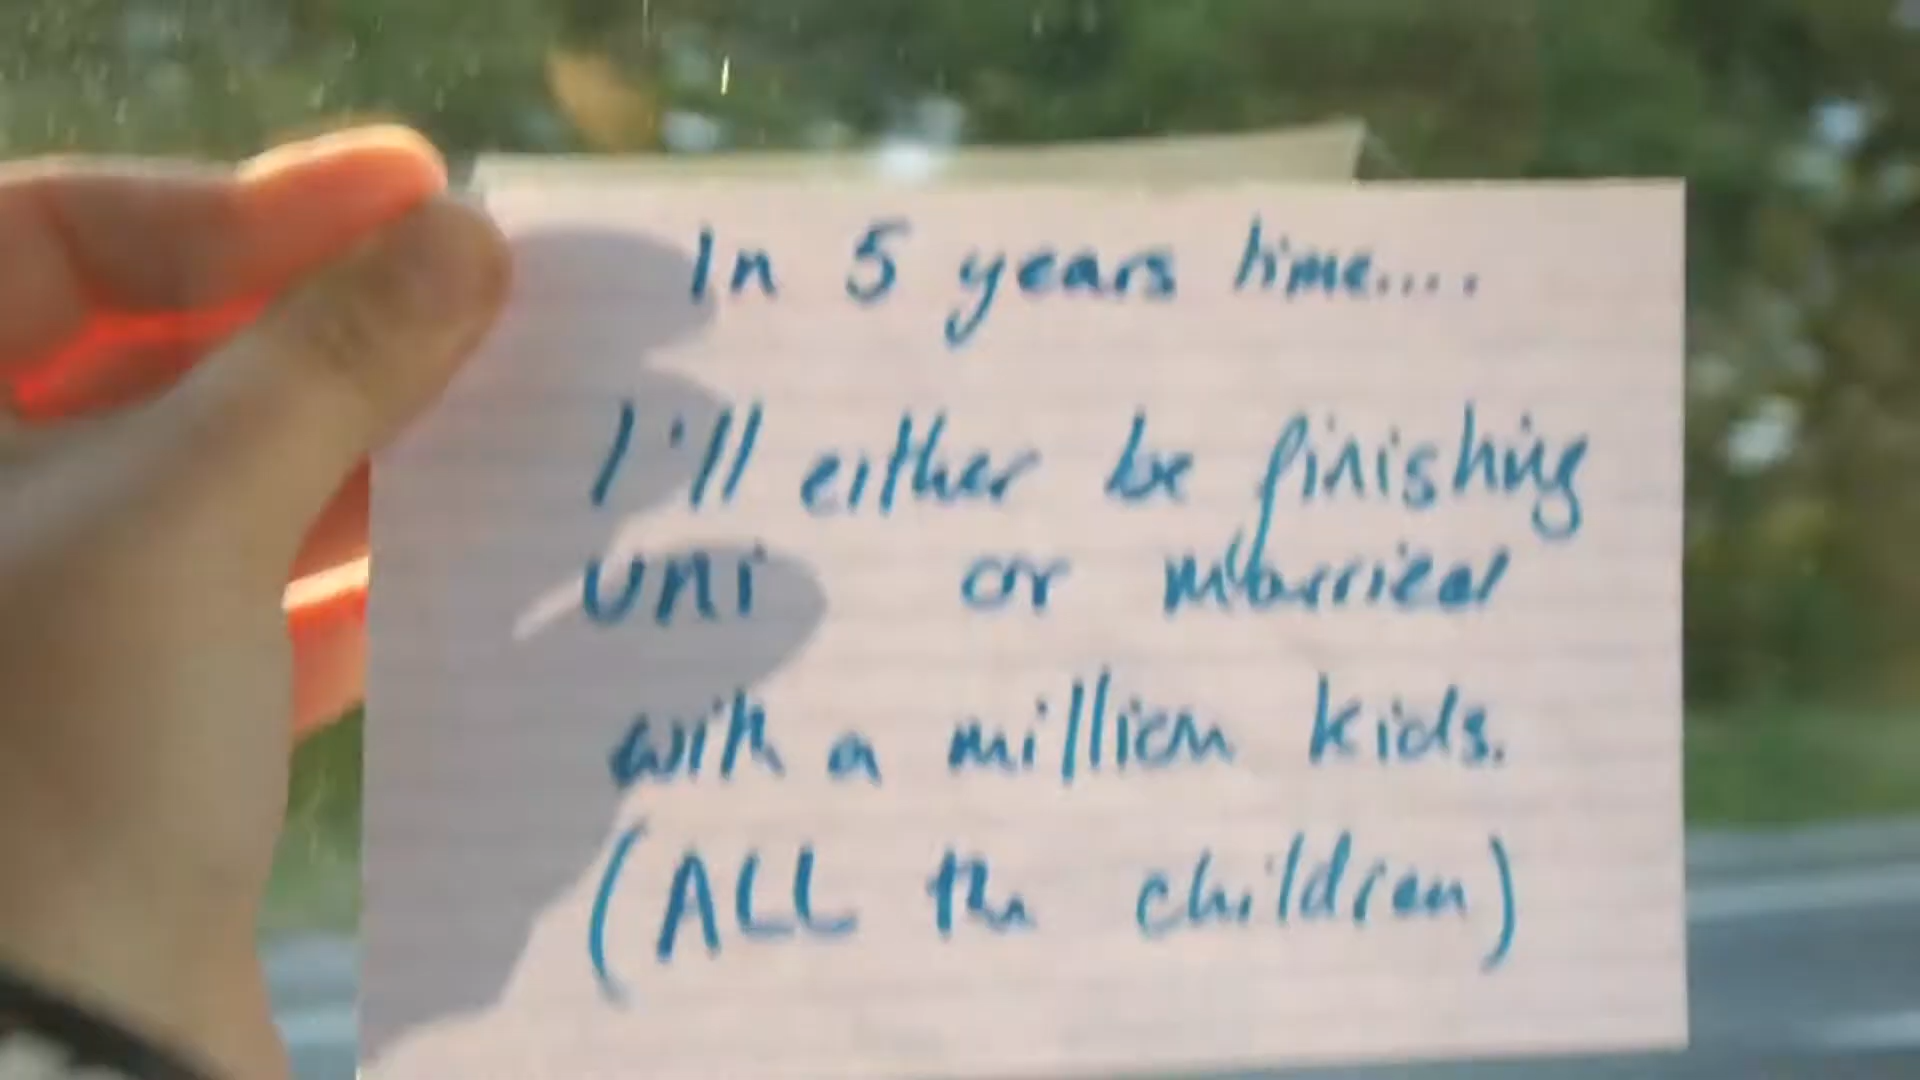 In 5 years time....
I'll either be finishing
uni or married
with a million kids.
(ALL the children)